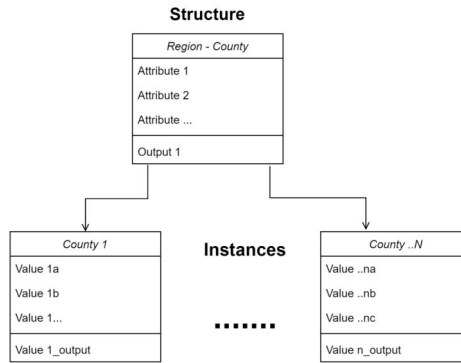 Structure
Region - County
Attribute 1
Attribute 2
Attribute ...
Output 1
County 1
Value 1a
Value 1b
Value 1...
Value 1_output
Instances
.......
County ..N
Value ..na
Value ..nb
Value ..nc
Value n_output